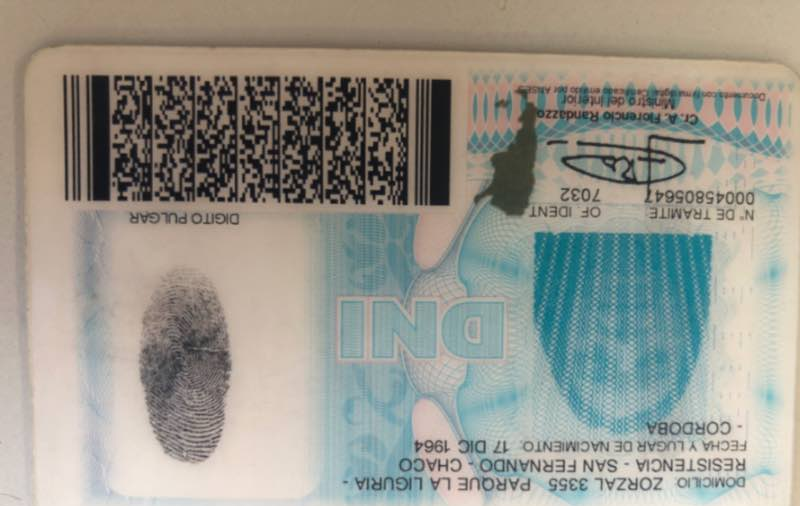 DOMICILIO: ZORZAL 3355 PARQUE LA LIGURIA -
RESISTENCIA - SAN FERNANDO - CHACO
FECHA Y LUGAR DE NACIMIENTO: 17 DIC 1964
- CORDOBA
DNI
Nº DE TRAMITE OF. IDENT
00045805647 7032
DIGITO PULGAR
Cr. A. Florencio Randazzo
Ministro del Interior
Documento con firma digital. Certificado emitido por ANSES